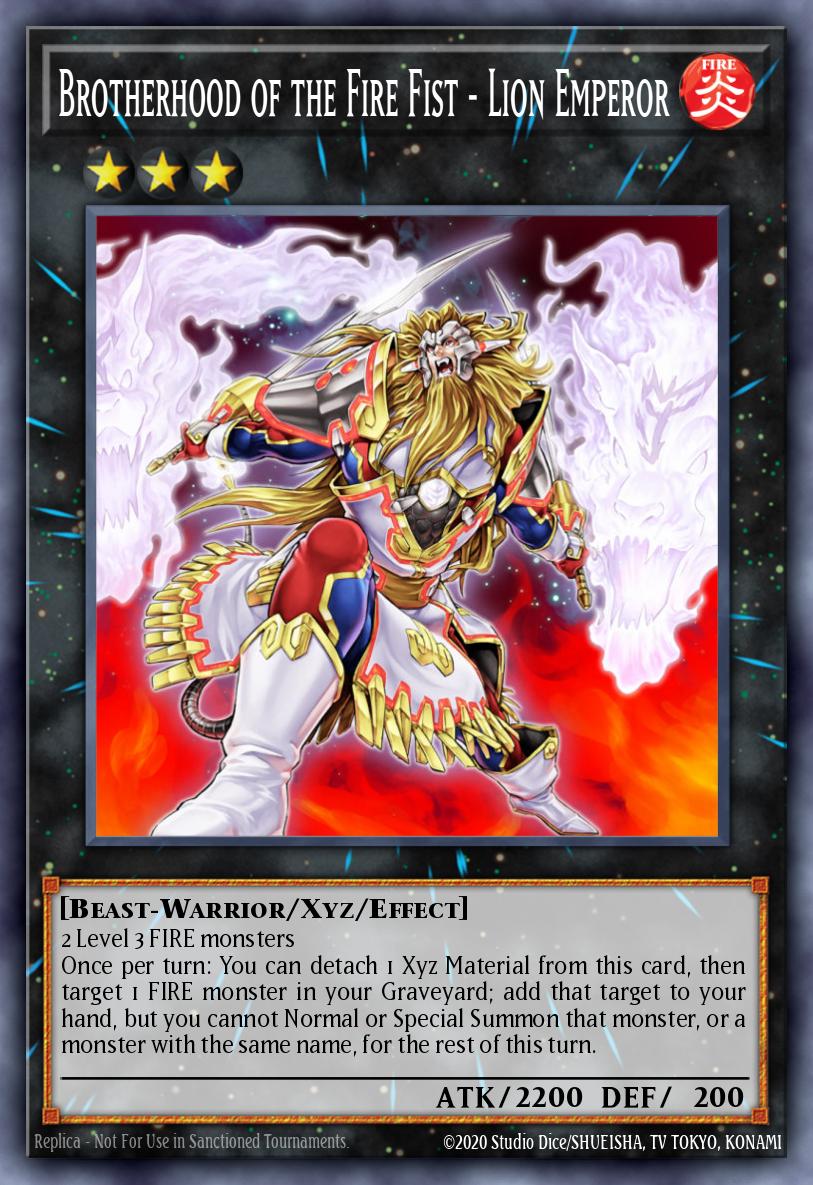 Brotherhood of the Fire Fist - Lion Emperor
FIRE
炎
[Beast-Warrior/Xyz/Effect]
2 Level 3 FIRE monsters
Once per turn: You can detach 1 Xyz Material from this card, then
target 1 FIRE monster in your Graveyard; add that target to your
hand, but you cannot Normal or Special Summon that monster, or a
monster with the same name, for the rest of this turn.
ATK/2200 DEF/ 200
Replica - Not For Use in Sanctioned Tournaments.
©2020 Studio Dice/SHUEISHA, TV TOKYO, KONAMI